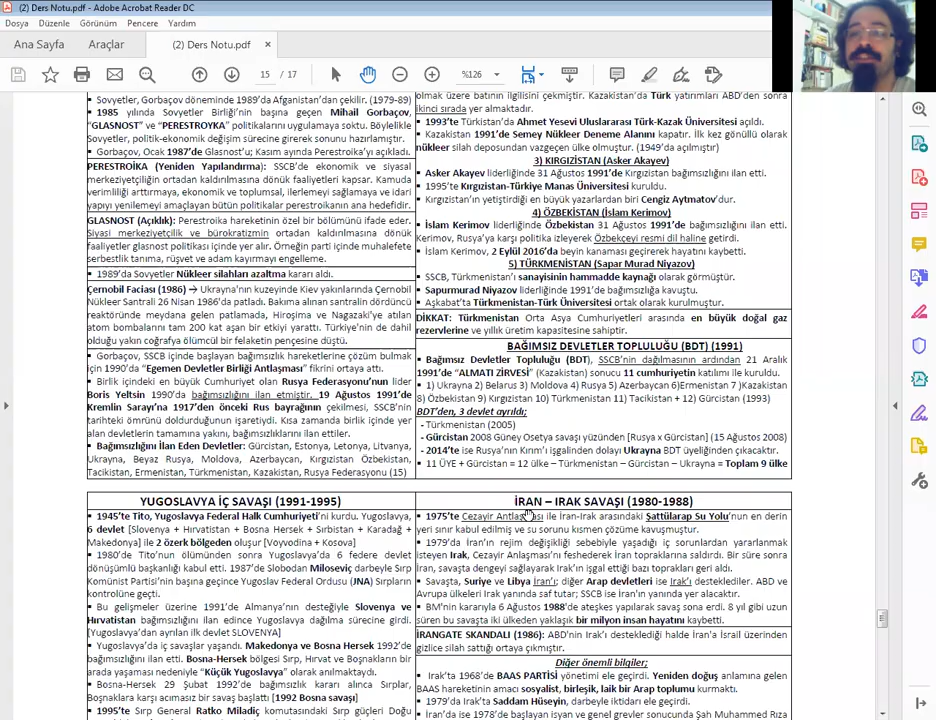 (2) Ders Notu.pdf - Adobe Acrobat Reader DC
Dosya Düzenle Görünüm Pencere Yardım
Ana Sayfa Araçlar (2) Ders Notu.pdf ×
15 / 17 %126
▪ Sovyetler, Gorbaçov döneminde 1989'da Afganistan'dan çekilir. (1979-89)
▪ 1985 yılında Sovyetler Birliği'nin başına geçen Mihail Gorbaçov,
"GLASNOST" ve "PERESTROYKA" politikalarını uygulamaya soktu. Böylelikle
Sovyetler, politik-ekonomik değişim sürecine girerek sonunu hazırlamıştır.
▪ Gorbaçov, Ocak 1987'de Glasnot'u; Kasım ayında Perestroika'yı açıkladı.
PERESTROİKA (Yeniden Yapılandırma): SSCB'de ekonomik ve siyasal
merkeziyetçiliğin ortadan kaldırılmasına dönük faaliyetleri kapsar. Kamuda
verimliliği arttırmaya, ekonomik ve toplumsal, ilerlemeyi sağlamaya ve idari
yapıyı yenilemeyi amaçlayan bütün politikalar perestroikanın ana hedefidir.
GLASNOST (Açıklık): Perestroika hareketinin özel bir bölümünü ifade eder.
Siyasi merkeziyetçilik ve bürokratizmin ortadan kaldırılmasına dönük
faaliyetler glasnost politikası içinde yer alır. Örneğin parti içinde muhalefete
serbestlik tanıma, rüşvet ve adam kayırmayı engelleme.
▪ 1989'da Sovyetler Nükleer silahları azaltma kararı aldı.
Çernobil Faciası (1986) → Ukrayna'nın kuzeyinde Kiev yakınlarında Çernobil
Nükleer Santrali 26 Nisan 1986'da patladı. Bakıma alınan santralin dördüncü
reaktöründe meydana gelen patlamada, Hiroşima ve Nagazaki'ye atılan
atom bombalarını tam 200 kat aşan bir etkiyi yarattı. Türkiye'nin de dahil
olduğu yakın coğrafya ölümcül bir felaketin pençesine düştü.
▪ Gorbaçov, SSCB içinde başlayan bağımsızlık hareketlerine çözüm bulmak
için 1990'da "Egemen Devletler Birliği Antlaşması" fikrini ortaya attı.
▪ Birlik içindeki en büyük Cumhuriyet olan Rusya Federasyonu'nun lider
Boris Yeltsin 1990'da bağımsızlığını ilan etmiştir. 19 Ağustos 1991'de
Kremlin Sarayı'na 1917'den önceki Rus bayrağının çekilmesi, SSCB'nin
tarihteki ömrünü doldurduğunun işaretiydi. Kısa zamanda birlik içinde yer
alan devletlerin tamamına yakını, bağımsızlıklarını ilan ettiler.
▪ Bağımsızlığını İlan Eden Devletler: Gürcistan, Estonya, Letonya, Litvanya,
Ukrayna, Beyaz Rusya, Moldova, Azerbaycan, Kırgızistan Özbekistan,
Tacikistan, Ermenistan, Türkmenistan, Kazakistan, Rusya Federasyonu (15)
olmak üzere batının ilgilisini çekmiştir. Kazakistan'da Türk yatırımları ABD'den sonra
ikinci sırada yer almaktadır.
▪ 1993'te Türkistan'da Ahmet Yesevi Uluslararası Türk-Kazak Üniversitesi açıldı.
▪ Kazakistan 1991'de Semey Nükleer Deneme Alanını kapatır. İlk kez gönüllü olarak
nükleer silah deposundan vazgeçen ülke olmuştur. (1949'da açılmıştır)
3) KIRGIZİSTAN (Asker Akayev)
▪ Asker Akayev liderliğinde 31 Ağustos 1991'de Kırgızistan bağımsızlığını ilan etti.
▪ 1995'te Kırgızistan-Türkiye Manas Üniversitesi kuruldu.
▪ Kırgızistan'ın yetiştirdiği en büyük yazarlardan biri Cengiz Aytmatov'dur.
4) ÖZBEKİSTAN (İslam Kerimov)
▪ İslam Kerimov liderliğinde Özbekistan 31 Ağustos 1991'de bağımsızlığını ilan etti.
Kerimov, Rusya'ya karşı politika izleyerek Özbekçeyi resmi dil haline getirdi.
▪ İslam Kerimov, 2 Eylül 2016'da beyin kanaması geçirerek hayatını kaybetti.
5) TÜRKMENİSTAN (Sapar Murad Niyazov)
▪ SSCB, Türkmenistan'ı sanayisinin hammadde kaynağı olarak görmüştür.
▪ Sapurmurad Niyazov liderliğinde 1991'de bağımsızlığa kavuştu.
▪ Aşkabat'ta Türkmenistan-Türk Üniversitesi ortak olarak kurulmuştur.
DİKKAT: Türkmenistan Orta Asya Cumhuriyetleri arasında en büyük doğal gaz
rezervlerine ve yıllık üretim kapasitesine sahiptir.
BAĞIMSIZ DEVLETLER TOPLULUĞU (BDT) (1991)
▪ Bağımsız Devletler Topluluğu (BDT), SSCB'nin dağılmasının ardından 21 Aralık
1991'de "ALMATI ZİRVESİ" (Kazakistan) sonucu 11 cumhuriyetin katılımı ile kuruldu.
▪ 1) Ukrayna 2) Belarus 3) Moldova 4) Rusya 5) Azerbaycan 6)Ermenistan 7 )Kazakistan
8) Özbekistan 9) Kırgızistan 10) Türkmenistan 11) Tacikistan + 12) Gürcistan (1993)
BDT'den, 3 devlet ayrıldı;
- Türkmenistan (2005)
- Gürcistan 2008 Güney Osetya savaşı yüzünden [Rusya x Gürcistan] (15 Ağustos 2008)
- 2014'te ise Rusya'nın Kırım'ı işgalinden dolayı Ukrayna BDT üyeliğinden çıkacaktır.
▪ 11 ÜYE + Gürcistan = 12 ülke – Türkmenistan – Gürcistan – Ukrayna = Toplam 9 ülke
YUGOSLAVYA İÇ SAVAŞI (1991-1995)
▪ 1945'te Tito, Yugoslavya Federal Halk Cumhuriyeti'ni kurdu. Yugoslavya,
6 devlet [Slovenya + Hırvatistan + Bosna Hersek + Sırbistan + Karadağ +
Makedonya] ile 2 özerk bölgeden oluşur [Voyvodina + Kosova]
▪ 1980'de Tito'nun ölümünden sonra Yugoslavya'da 6 federe devlet
dönüşümlü başkanlığı kabul etti. 1987'de Slobodan Miloseviç darbeyle Sırp
Komünist Partisi'nin başına geçince Yugoslav Federal Ordusu (JNA) Sırpların
kontrolüne geçti.
▪ Bu gelişmeler üzerine 1991'de Almanya'nın desteğiyle Slovenya ve
Hırvatistan bağımsızlığını ilan edince Yugoslavya dağılma sürecine girdi.
[Yugoslavya'dan ayrılan ilk devlet SLOVENYA]
▪ Yugoslavya'da iç savaşlar yaşandı. Makedonya ve Bosna Hersek 1992'de
bağımsızlığını ilan etti. Bosna-Hersek bölgesi Sırp, Hırvat ve Boşnakların bir
arada yaşaması nedeniyle "Küçük Yugoslavya" olarak anılmaktaydı.
▪ Bosna-Hersek 29 Şubat 1992'de bağımsızlık kararı alınca Sırplar,
Boşnaklara karşı acımasız bir savaş başlattı [1992 Bosna savaşı]
▪ 1995'te Sırp General Ratko Miladiç komutasındaki Sırp güçleri Doğu
İRAN – IRAK SAVAŞI (1980-1988)
▪ 1975'te Cezayir Antlaşması ile İran-Irak arasındaki Şattülarap Su Yolu'nun en derin
yeri sınır kabul edilmiş ve su sorunu kısmen çözüme kavuşmuştur.
▪ 1979'da İran'ın rejim değişikliği sebebiyle yaşadığı iç sorunlardan yararlanmak
isteyen Irak, Cezayir Anlaşması'nı feshederek İran topraklarına saldırdı. Bir süre sonra
İran, savaşta dengeyi sağlayarak Irak'ın işgal ettiği bazı toprakları geri aldı.
▪ Savaşta, Suriye ve Libya İran'ı; diğer Arap devletleri ise Irak'ı desteklediler. ABD ve
Avrupa ülkeleri Irak yanında saf tutar; SSCB ise İran'ın yanında yer alacaktır.
▪ BM'nin kararıyla 6 Ağustos 1988'de ateşkes yapılarak savaş sona erdi. 8 yıl gibi uzun
süren bu savaşta iki ülkeden yaklaşık bir milyon insan hayatını kaybetti.
İRANGATE SKANDALI (1986): ABD'nin Irak'ı desteklediği halde İran'a İsrail üzerinden
gizlice silah sattığı ortaya çıkmıştır.
Diğer önemli bilgiler;
▪ Irak'ta 1968'de BAAS PARTİSİ yönetimi ele geçirdi. Yeniden doğuş anlamına gelen
BAAS hareketinin amacı sosyalist, birleşik, laik bir Arap toplumu kurmaktı.
▪ 1979'da Irak'ta Saddam Hüseyin, darbeyle iktidarı ele geçirdi.
▪ İran'da ise 1978'de başlayan isyan ve genel grevler sonucunda Şah Muhammed Rıza